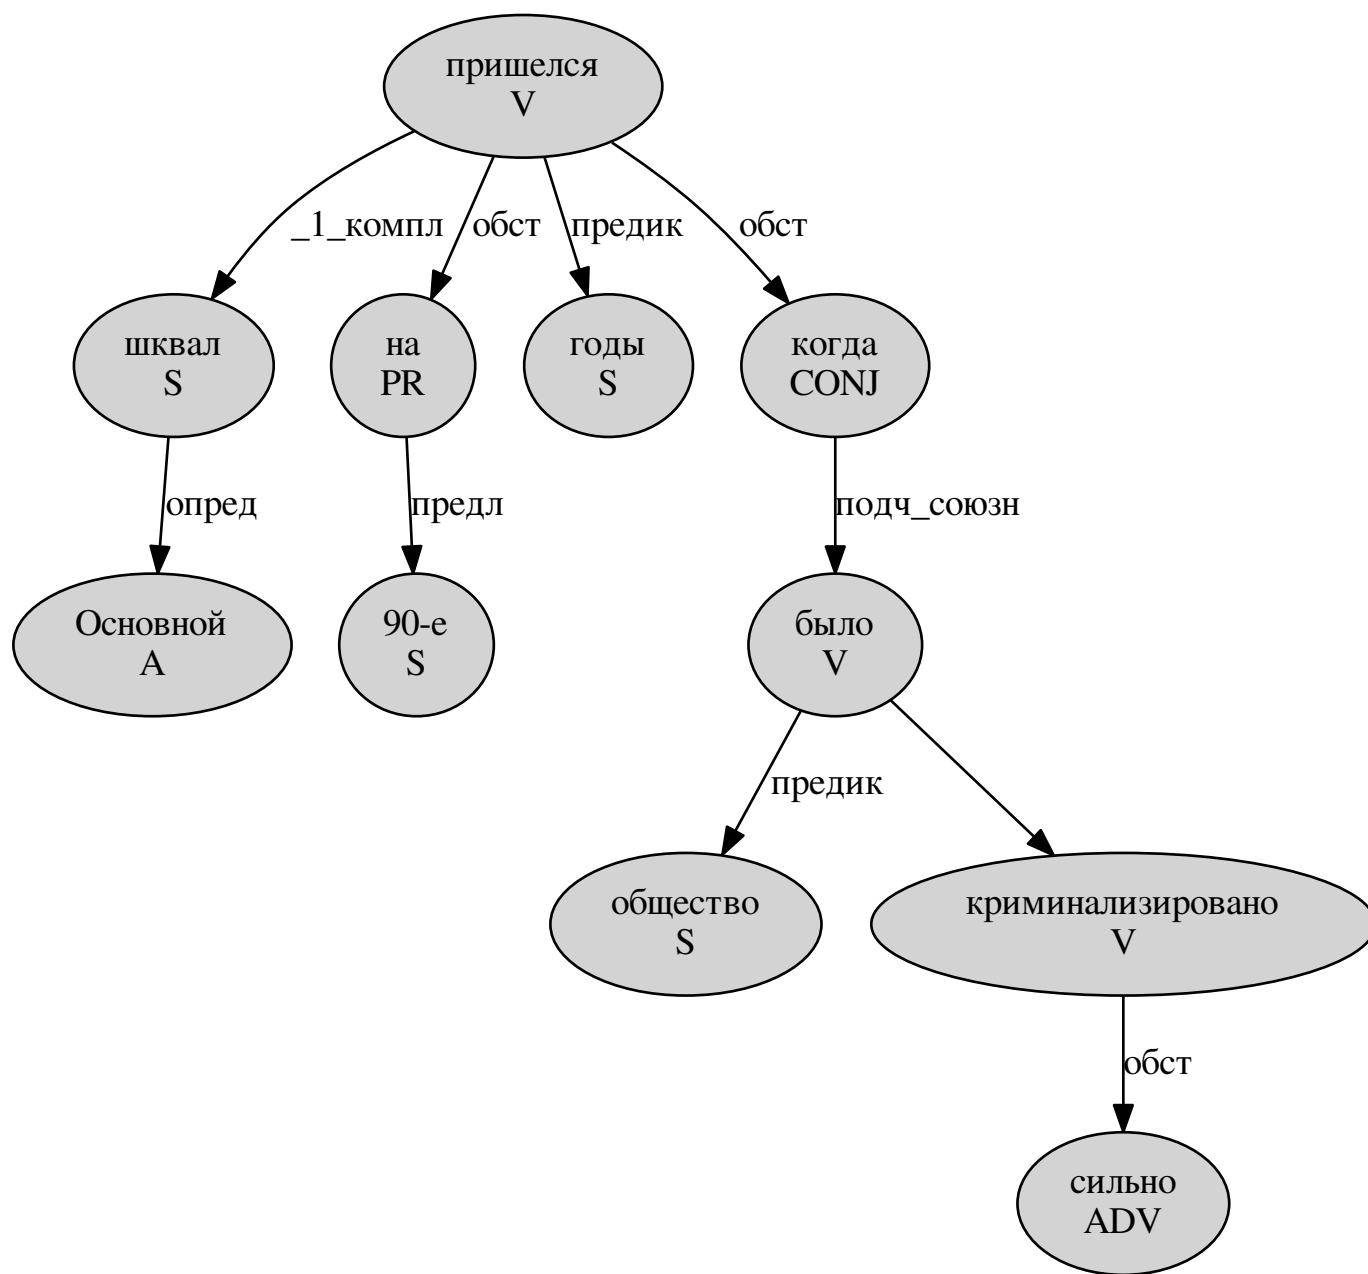 пришелся
V
_1_компл
обст
предик
обст
шквал
S
на
PR
годы
S
когда
CONJ
опред
предл
подч_союзн
Основной
A
90-е
S
было
V
предик
общество
S
криминализировано
V
обст
сильно
ADV